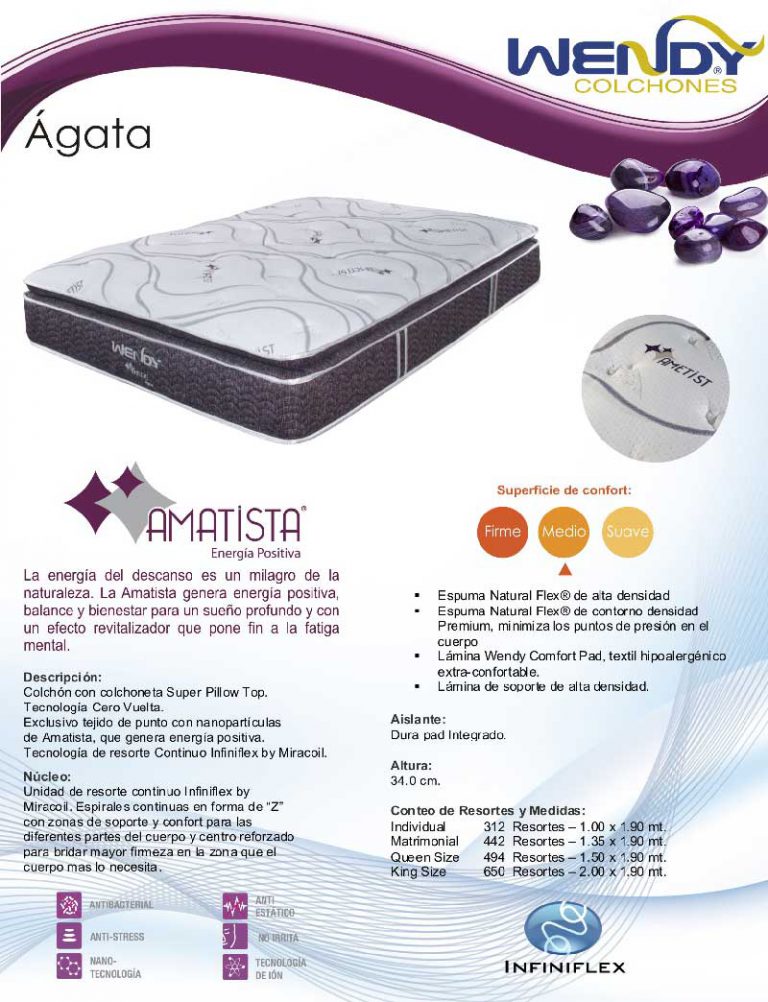 WENDY®
COLCHONES
Ágata
WENDY
AMETIST
AMATISTA®
Energía Positiva
La energía del descanso es un milagro de la
naturaleza. La Amatista genera energía positiva,
balance y bienestar para un sueño profundo y con
un efecto revitalizador que pone fin a la fatiga
mental.
Descripción:
Colchón con colchoneta Super Pillow Top.
Tecnología Cero Vuelta.
Exclusivo tejido de punto con nanopartículas
de Amatista, que genera energía positiva.
Tecnología de resorte Continuo Infiniflex by Miracoil.
Núcleo:
Unidad de resorte continuo Infiniflex by
Miracoil. Espirales continuas en forma de “Z”
con zonas de soporte y confort para las
diferentes partes del cuerpo y centro reforzado
para bridar mayor firmeza en la zona que el
cuerpo mas lo necesita.
ANTIBACTERIAL
ANTI-STRESS
NANO-
TECNOLOGÍA
ANTI
ESTÁTICO
NO IRRITA
TECNOLOGÍA
DE IÓN
Superficie de confort:
Firme Medio Suave
▪ Espuma Natural Flex® de alta densidad
▪ Espuma Natural Flex® de contorno densidad
Premium, minimiza los puntos de presión en el
cuerpo
▪ Lámina Wendy Comfort Pad, textil hipoalergénico
extra-confortable.
▪ Lámina de soporte de alta densidad.
Aislante:
Dura pad Integrado.
Altura:
34.0 cm.
Conteo de Resortes y Medidas:
Individual 312 Resortes – 1.00 x 1.90 mt.
Matrimonial 442 Resortes – 1.35 x 1.90 mt.
Queen Size 494 Resortes – 1.50 x 1.90 mt.
King Size 650 Resortes – 2.00 x 1.90 mt.
INFINIFLEX